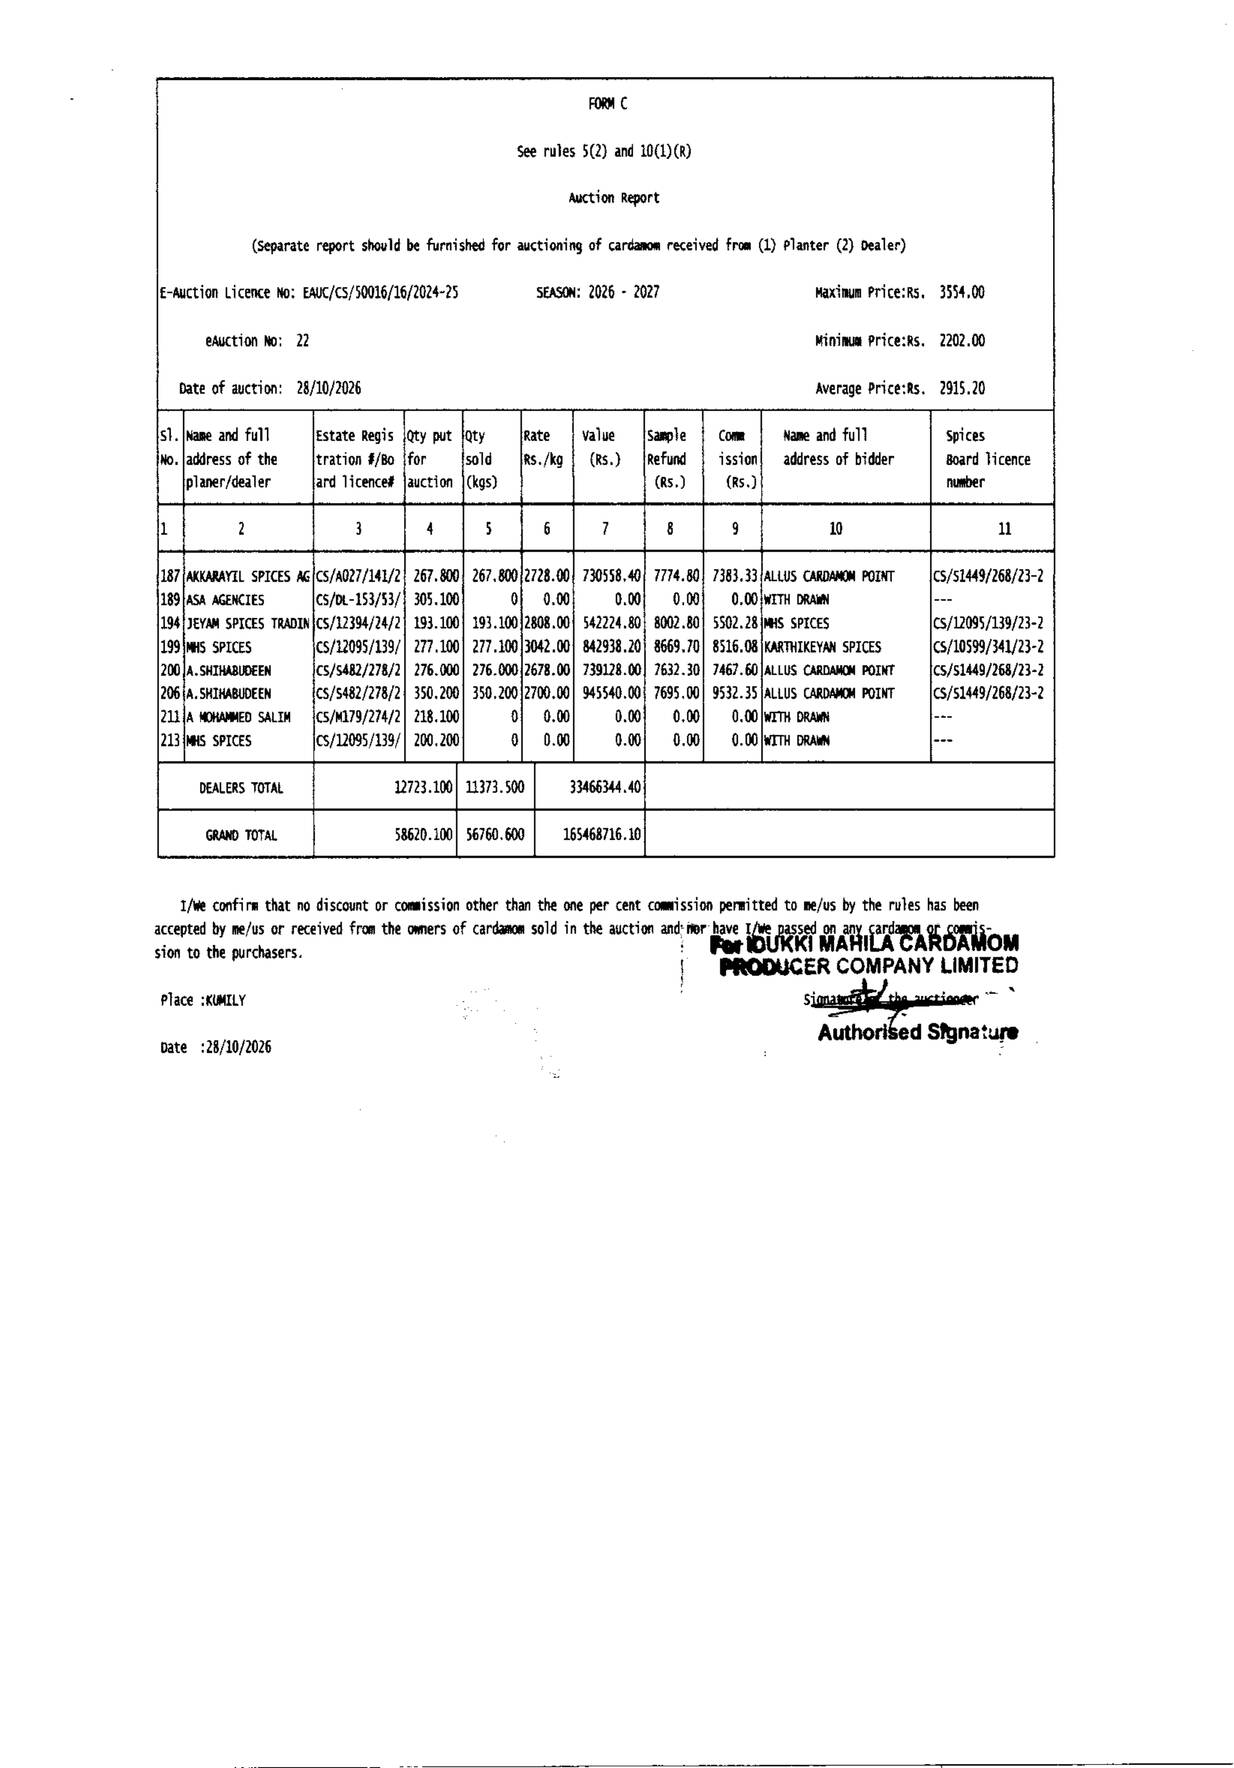 FORM C
See rules 5(2) and 10(1)(R)
Auction Report
(Separate report should be furnished for auctioning of cardamom received from (1) Planter (2) Dealer)
E-Auction Licence No: EAUC/CS/50016/16/2024-25 SEASON: 2026 - 2027 Maximum Price:Rs. 3554.00
eAuction No: 22 Minimum Price:Rs. 2202.00
Date of auction: 28/10/2026 Average Price:Rs. 2915.20
Sl. Name and full Estate Regis Qty put Qty Rate Value Sample Comm Name and full Spices
No. address of the tration #/Bo for sold Rs./kg (Rs.) Refund ission address of bidder Board licence
planer/dealer ard licence# auction (kgs) (Rs.) (Rs.) number
1 2 3 4 5 6 7 8 9 10 11
187 AKKARAYIL SPICES AG CS/A027/141/2 267.800 267.800 2728.00 730558.40 7774.80 7383.33 ALLUS CARDAMOM POINT CS/S1449/268/23-2
189 ASA AGENCIES CS/DL-153/53/ 305.100 0 0.00 0.00 0.00 0.00 WITH DRAWN ---
194 JEYAM SPICES TRADIN CS/12394/24/2 193.100 193.100 2808.00 542224.80 8002.80 5502.28 MHS SPICES CS/12095/139/23-2
199 MHS SPICES CS/12095/139/ 277.100 277.100 3042.00 842938.20 8669.70 8516.08 KARTHIKEYAN SPICES CS/10599/341/23-2
200 A.SHIHABUDEEN CS/S482/278/2 276.000 276.000 2678.00 739128.00 7632.30 7467.60 ALLUS CARDAMOM POINT CS/S1449/268/23-2
206 A.SHIHABUDEEN CS/S482/278/2 350.200 350.200 2700.00 945540.00 7695.00 9532.35 ALLUS CARDAMOM POINT CS/S1449/268/23-2
211 A MOHAMMED SALIM CS/M179/274/2 218.100 0 0.00 0.00 0.00 0.00 WITH DRAWN ---
213 MHS SPICES CS/12095/139/ 200.200 0 0.00 0.00 0.00 0.00 WITH DRAWN ---
DEALERS TOTAL 12723.100 11373.500 33466344.40
GRAND TOTAL 58620.100 56760.600 165468716.10
I/We confirm that no discount or commission other than the one per cent commission permitted to me/us by the rules has been
accepted by me/us or received from the owners of cardamom sold in the auction and nor have I/We passed on any cardamom or commis-
sion to the purchasers.
For IDUKKI MAHILA CARDAMOM
PRODUCER COMPANY LIMITED
Place :KUMILY Signature of the auctioneer
Authorised Signature
Date :28/10/2026